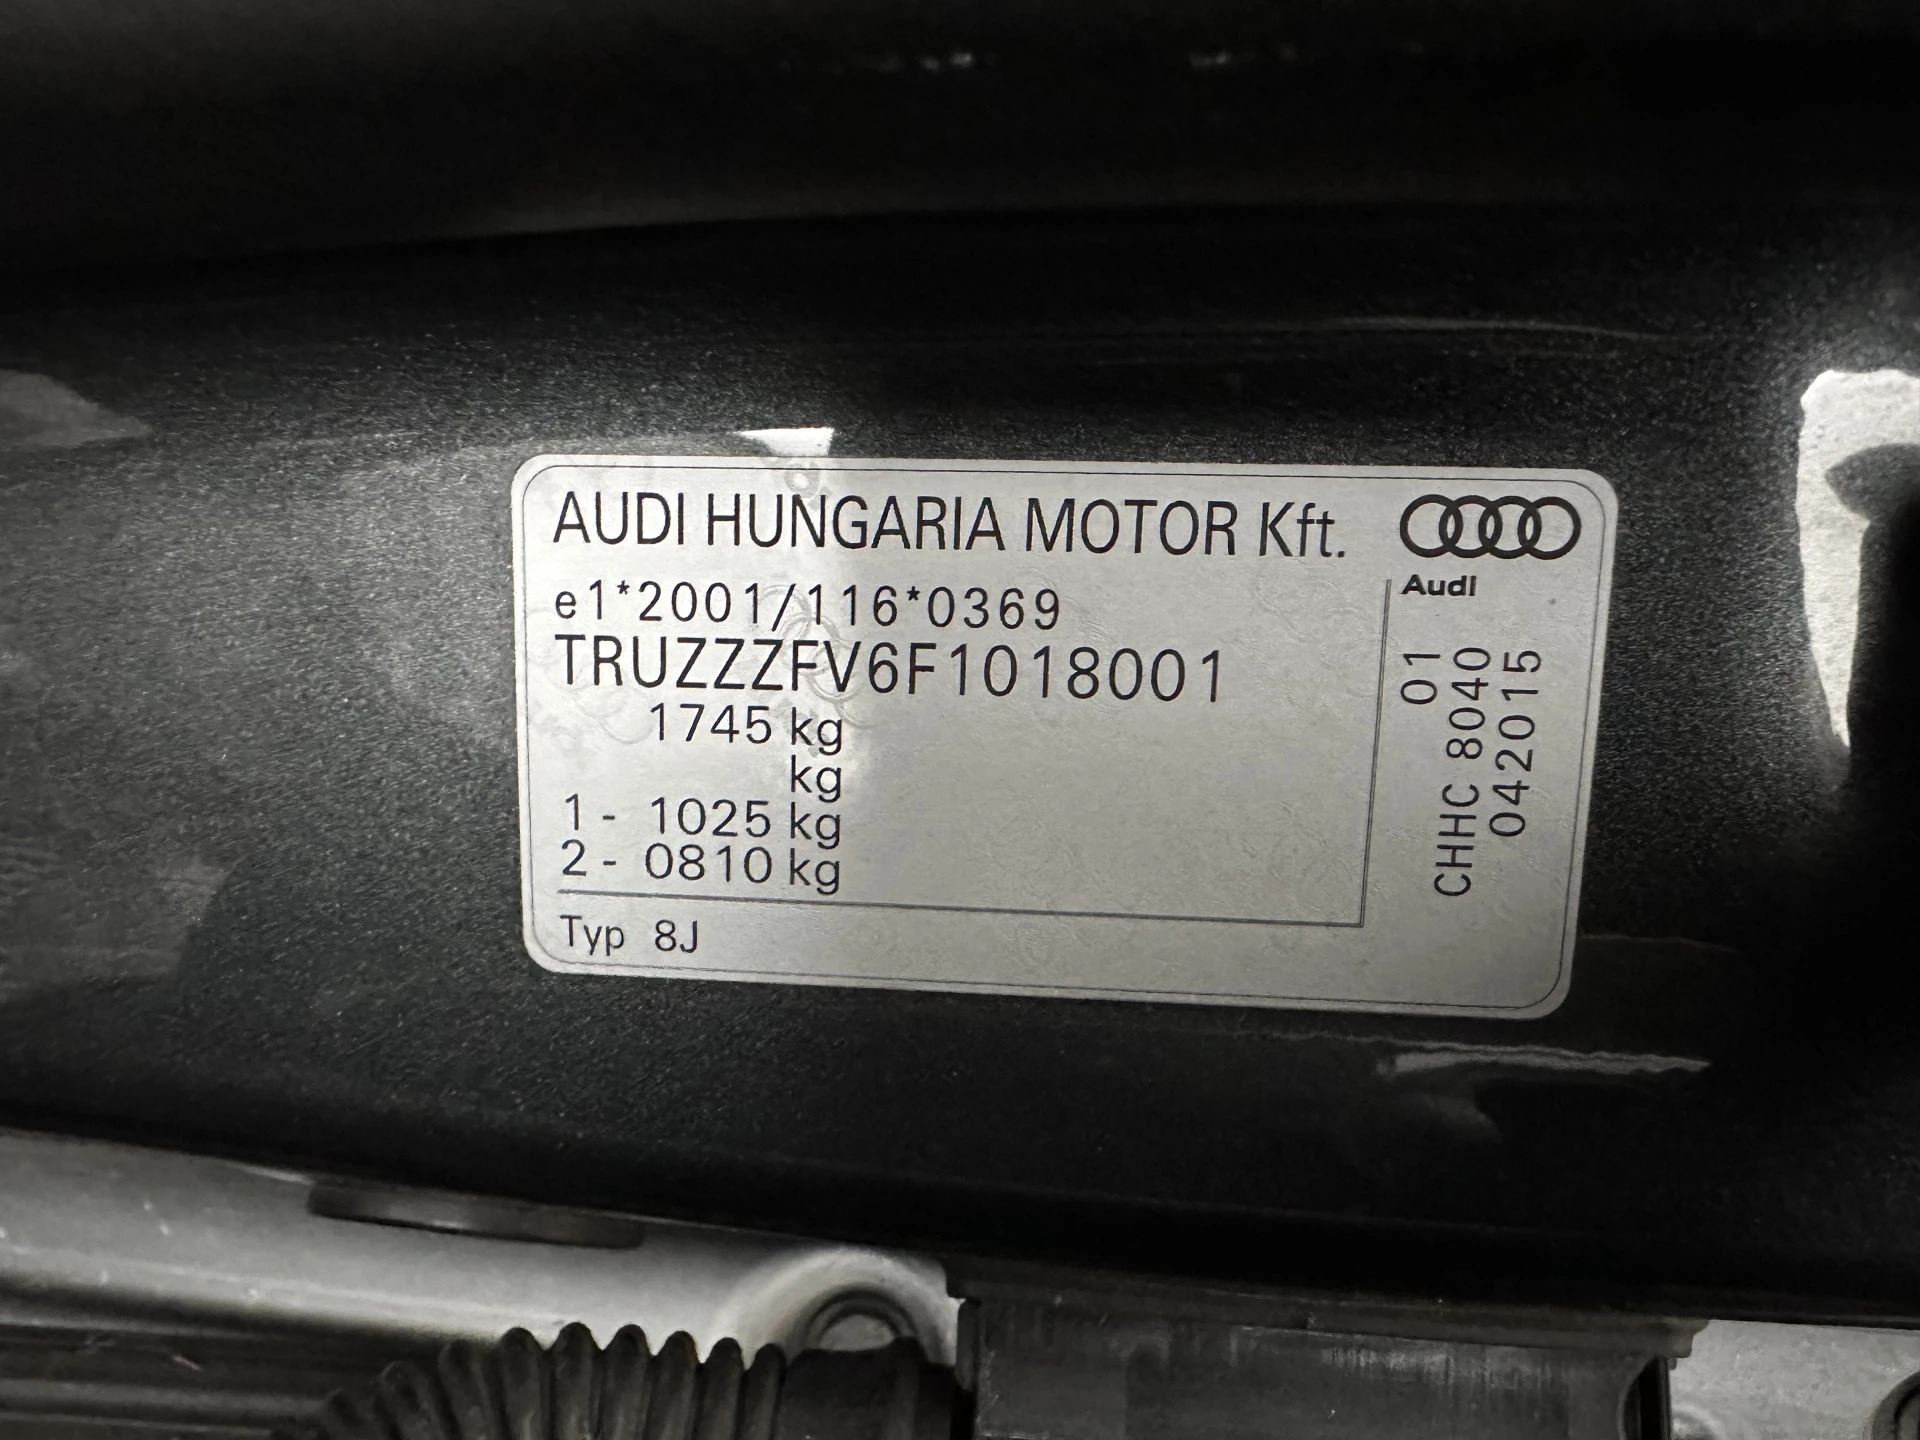 AUDI HUNGARIA MOTOR Kft.
Audi
e1*2001/116*0369
TRUZZZFV6F1018001
1745 kg
kg
1 - 1025 kg
2 - 0810 kg
Typ 8J
01
CHHC 8040
042015